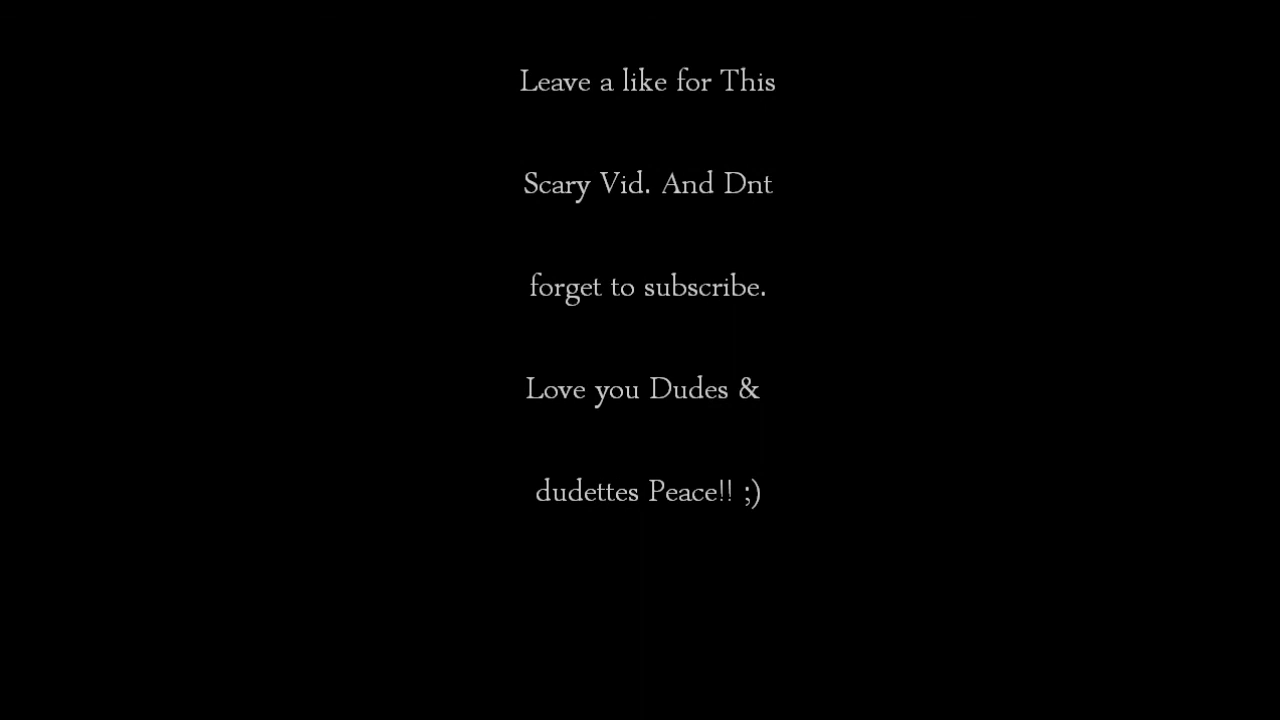 Leave a like for This
Scary Vid. And Dnt
forget to subscribe.
Love you Dudes &
dudettes Peace!! ;)